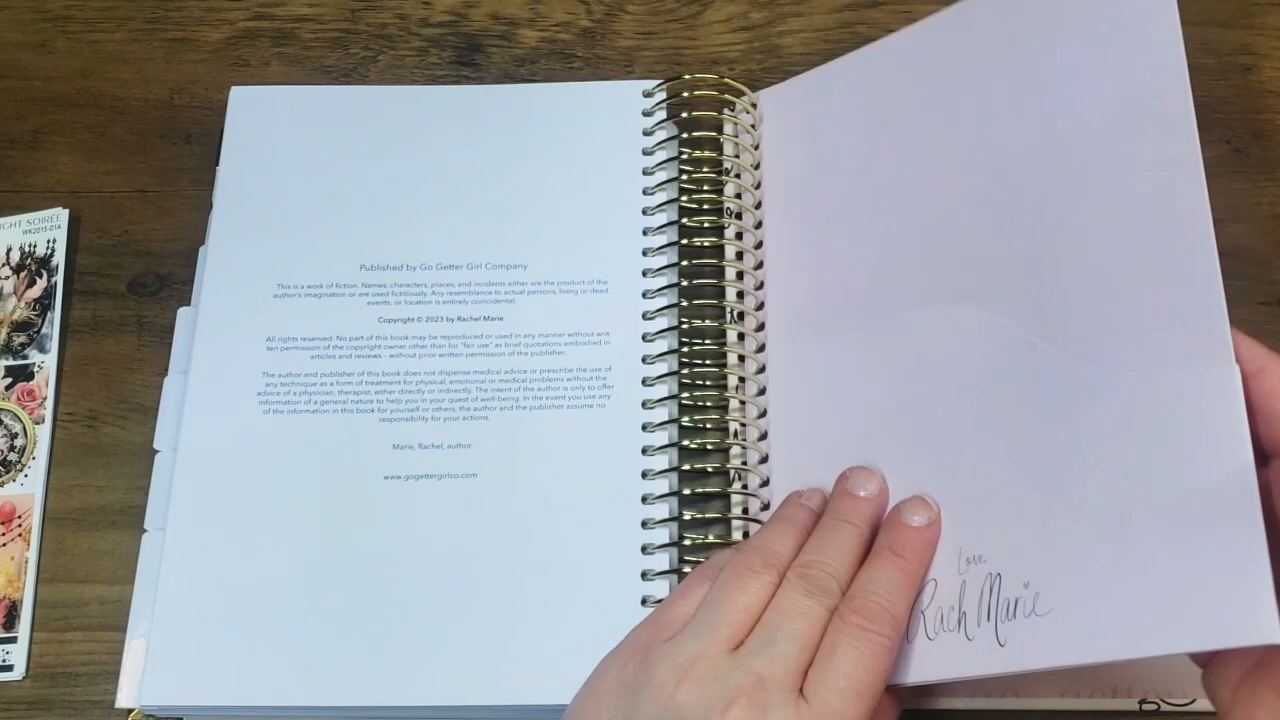 IGHT SOIRÉE
WK2015-01A
Published by Go Getter Girl Company
This is a work of fiction. Names, characters, places, and incidents either are the product of the
author's imagination or are used fictitiously. Any resemblance to actual persons, living or dead,
events, or location is entirely coincidental.
Copyright © 2023 by Rachel Marie
All rights reserved. No part of this book may be reproduced or used in any manner without writ-
ten permission of the copyright owner other than for "fair use" as brief quotations embodied in
articles and reviews – without prior written permission of the publisher.
The author and publisher of this book does not dispense medical advice or prescribe the use of
any technique as a form of treatment for physical, emotional or medical problems without the
advice of a physician, therapist, either directly or indirectly. The intent of the author is only to offer
information of a general nature to help you in your quest of well-being. In the event you use any
of the information in this book for yourself or others, the author and the publisher assume no
responsibility for your actions.
Marie, Rachel, author.
www.gogettergirlco.com
Love,
Rach Marie